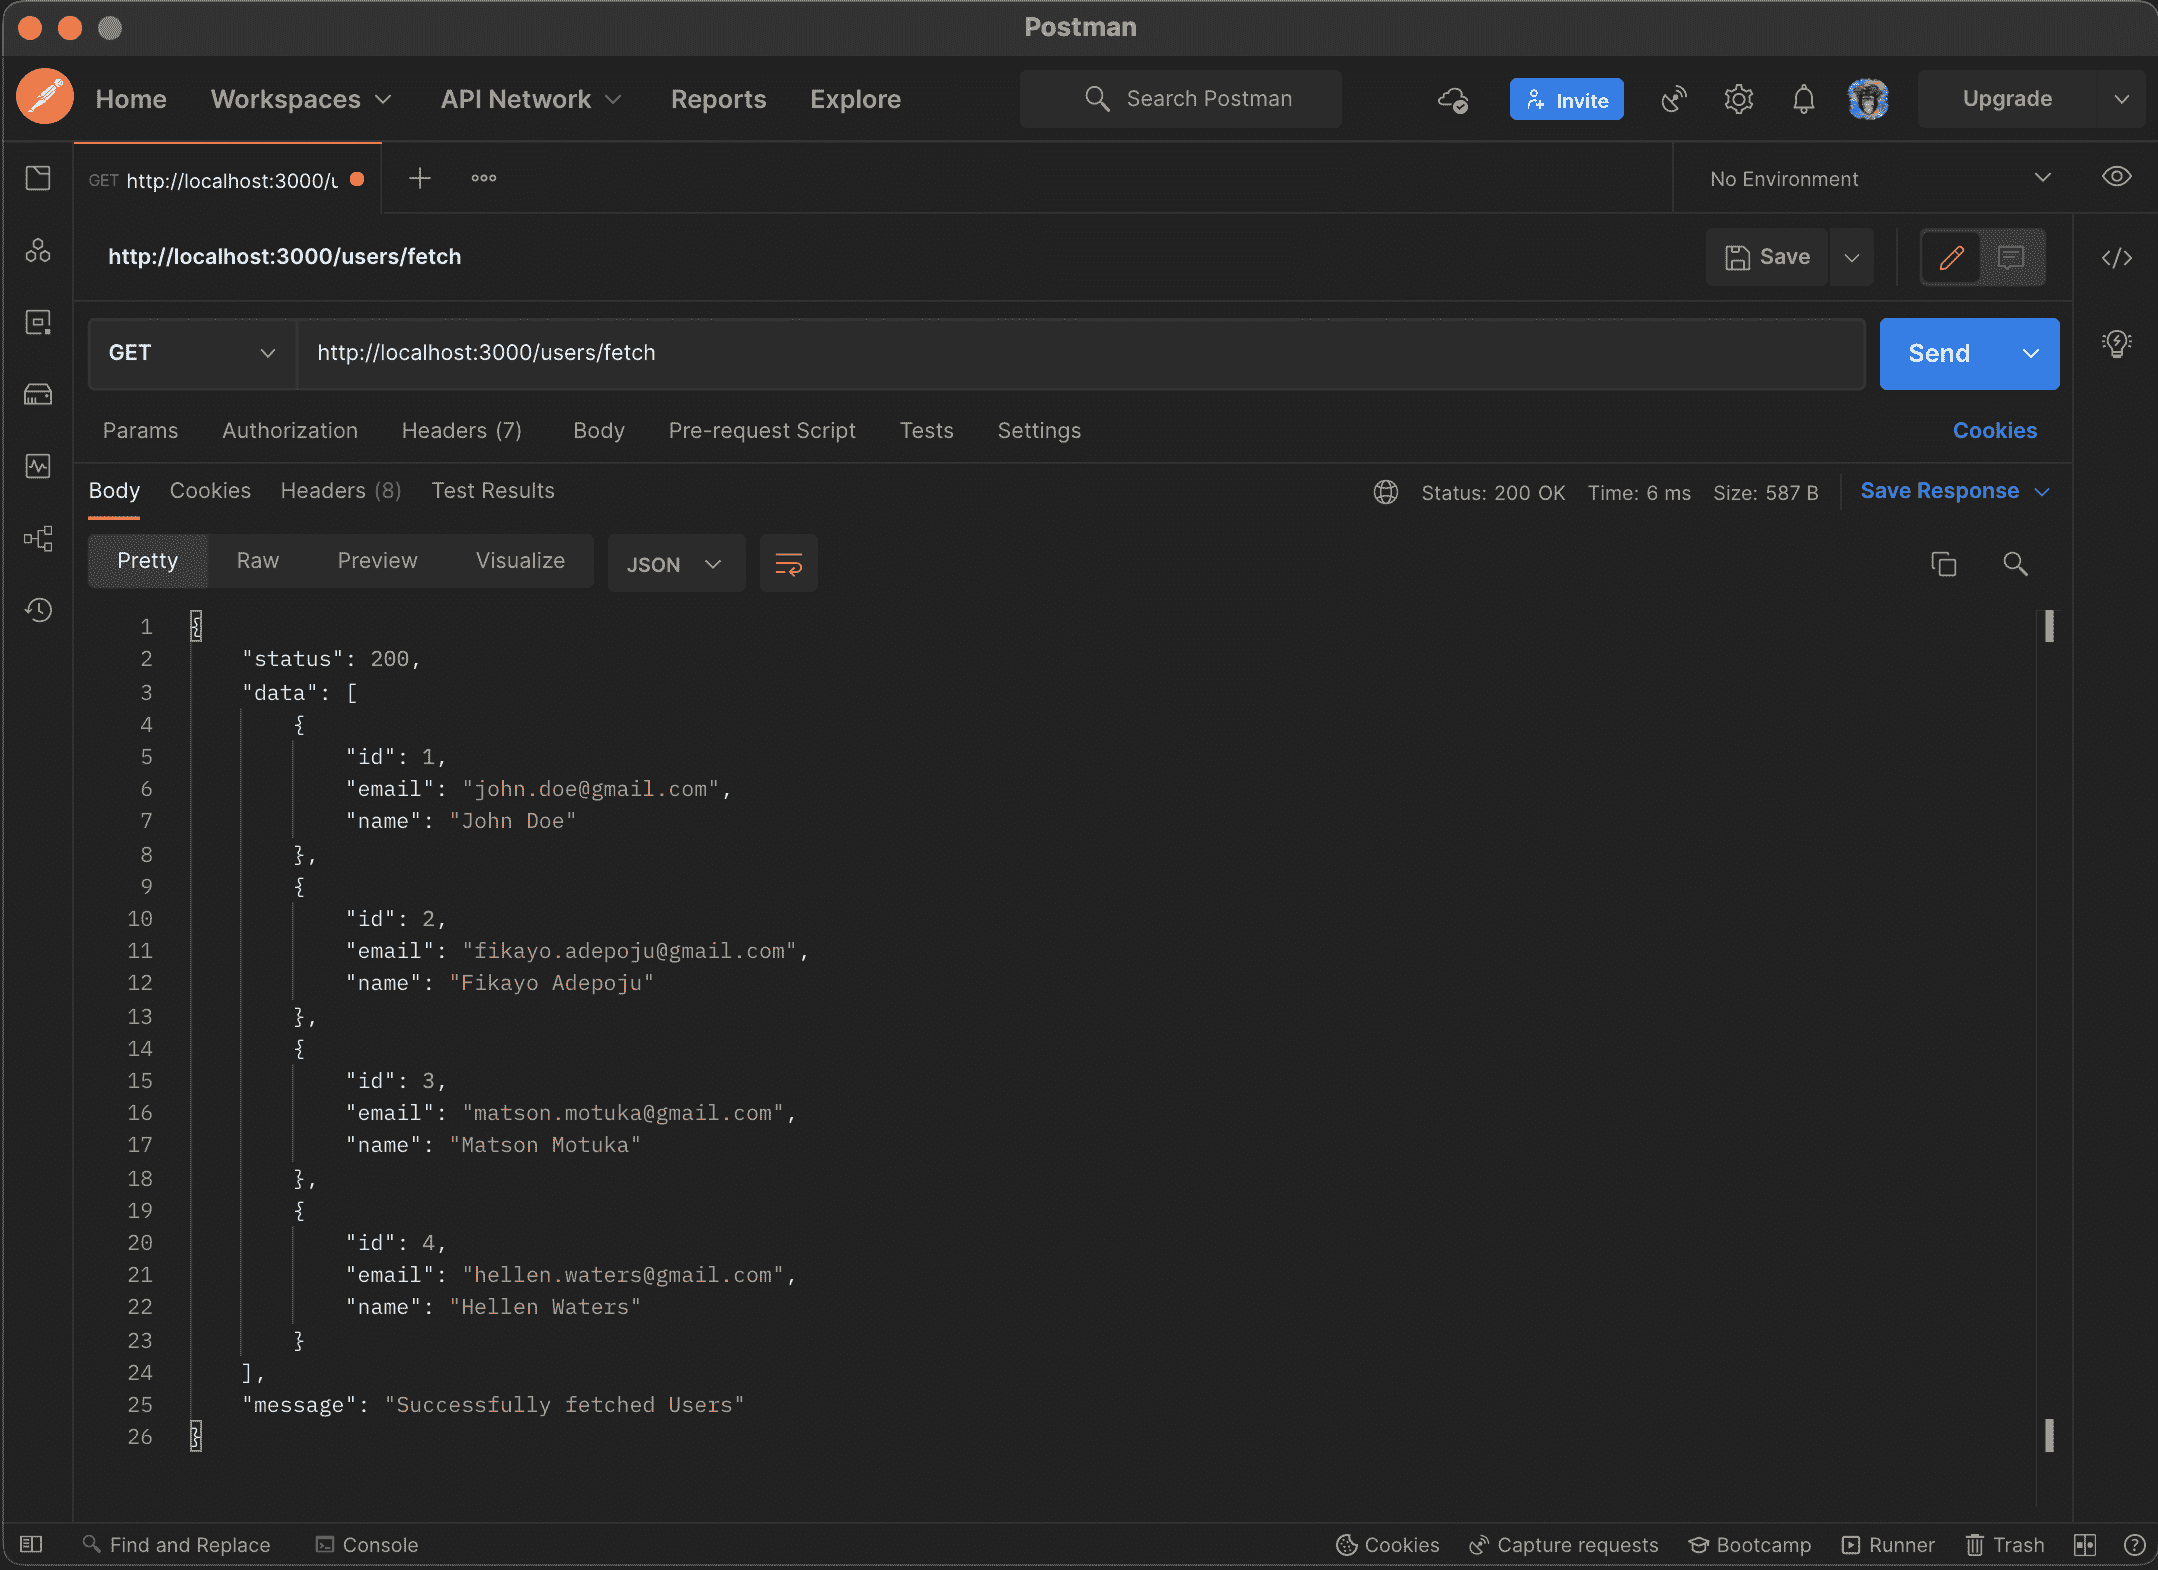 Postman
Home Workspaces API Network Reports Explore Search Postman Invite Upgrade
GET http://localhost:3000/u No Environment
http://localhost:3000/users/fetch Save
GET http://localhost:3000/users/fetch Send
Params Authorization Headers (7) Body Pre-request Script Tests Settings Cookies
Body Cookies Headers (8) Test Results Status: 200 OK Time: 6 ms Size: 587 B Save Response
Pretty Raw Preview Visualize JSON
1 {
2 "status": 200,
3 "data": [
4 {
5 "id": 1,
6 "email": "john.doe@gmail.com",
7 "name": "John Doe"
8 },
9 {
10 "id": 2,
11 "email": "fikayo.adepoju@gmail.com",
12 "name": "Fikayo Adepoju"
13 },
14 {
15 "id": 3,
16 "email": "matson.motuka@gmail.com",
17 "name": "Matson Motuka"
18 },
19 {
20 "id": 4,
21 "email": "hellen.waters@gmail.com",
22 "name": "Hellen Waters"
23 }
24 ],
25 "message": "Successfully fetched Users"
26 }
Find and Replace Console Cookies Capture requests Bootcamp Runner Trash